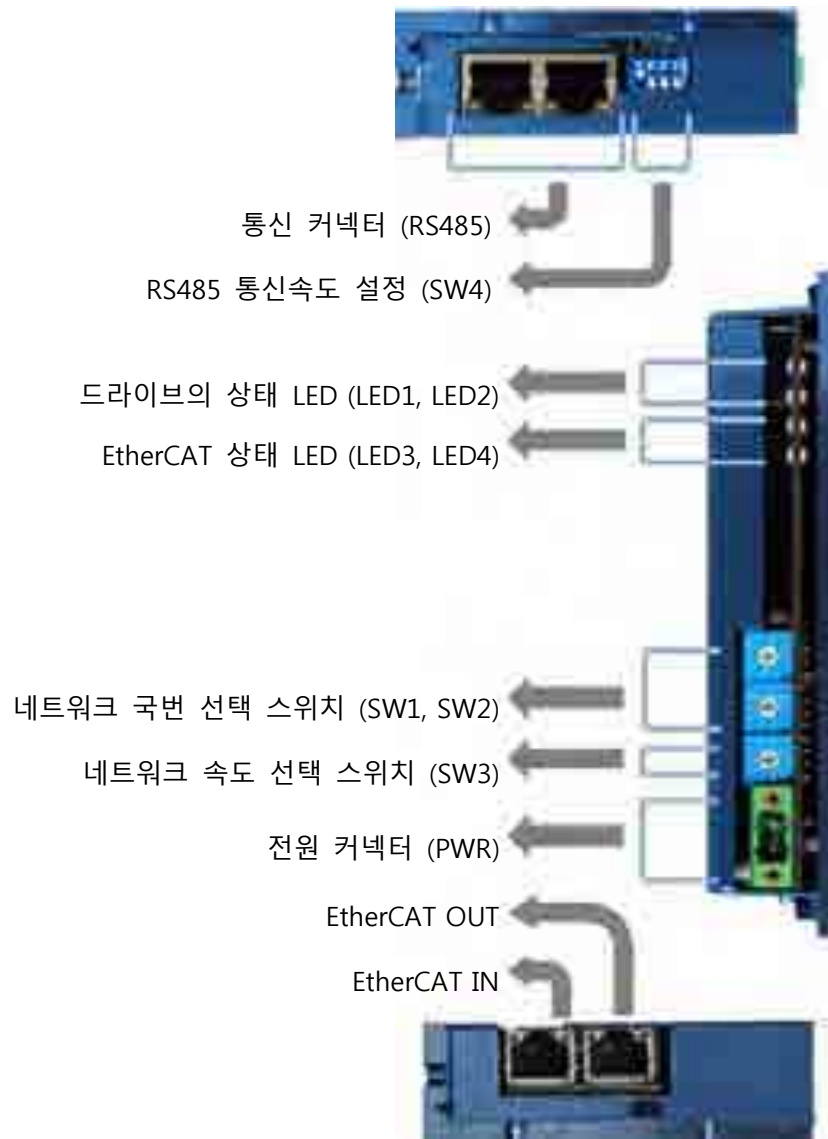 통신 커넥터 (RS485)
RS485 통신속도 설정 (SW4)
드라이브의 상태 LED (LED1, LED2)
EtherCAT 상태 LED (LED3, LED4)
네트워크 국번 선택 스위치 (SW1, SW2)
네트워크 속도 선택 스위치 (SW3)
전원 커넥터 (PWR)
EtherCAT OUT
EtherCAT IN